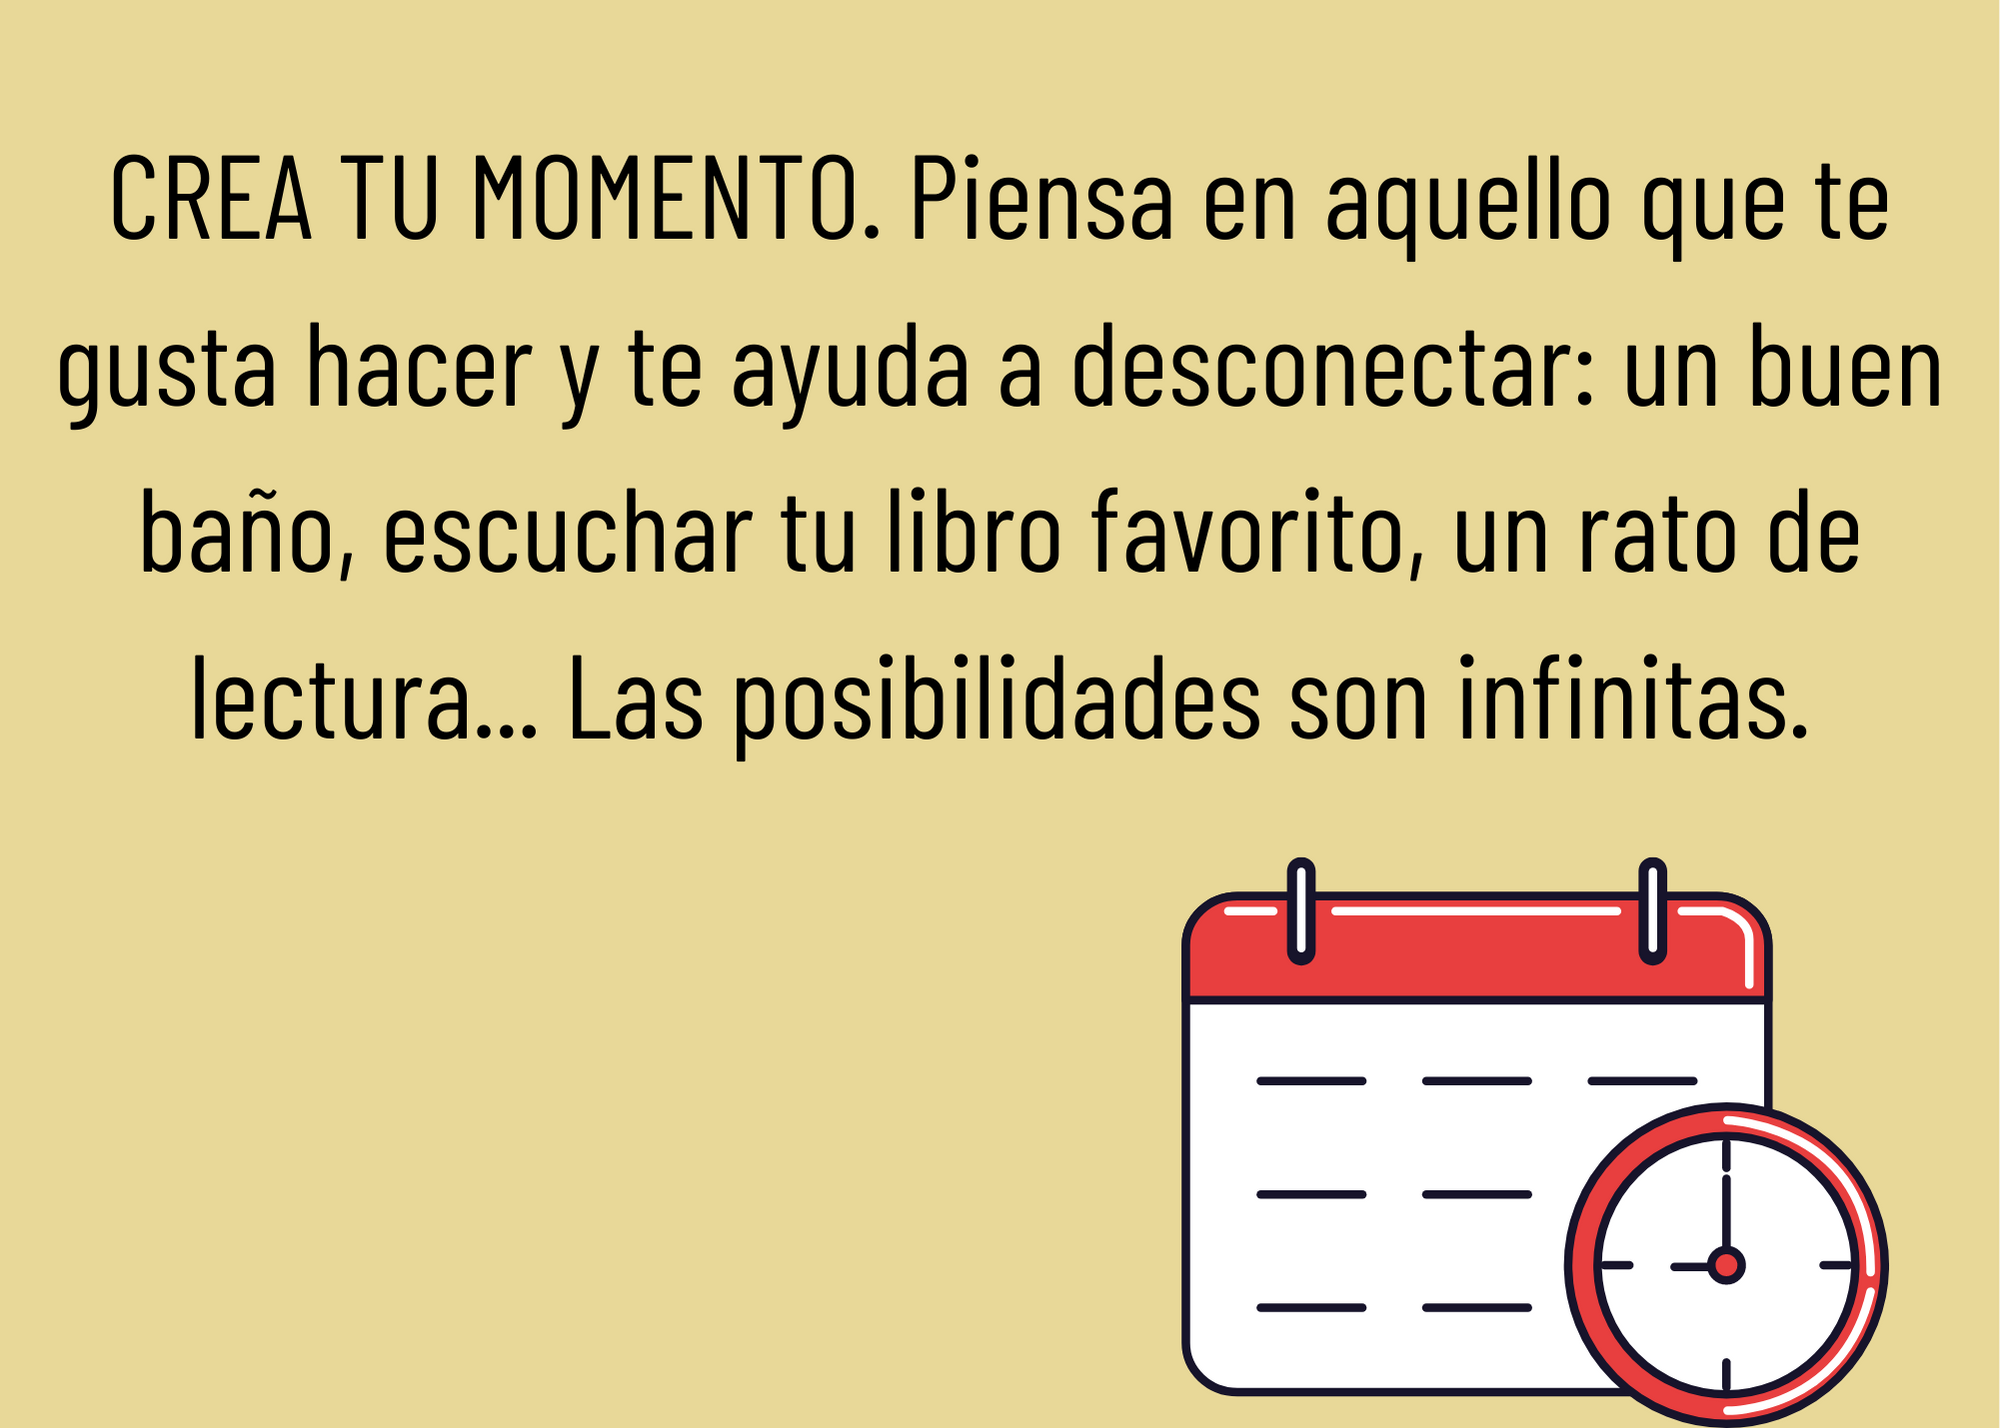 CREA TU MOMENTO. Piensa en aquello que te
gusta hacer y te ayuda a desconectar: un buen
baño, escuchar tu libro favorito, un rato de
lectura... Las posibilidades son infinitas.